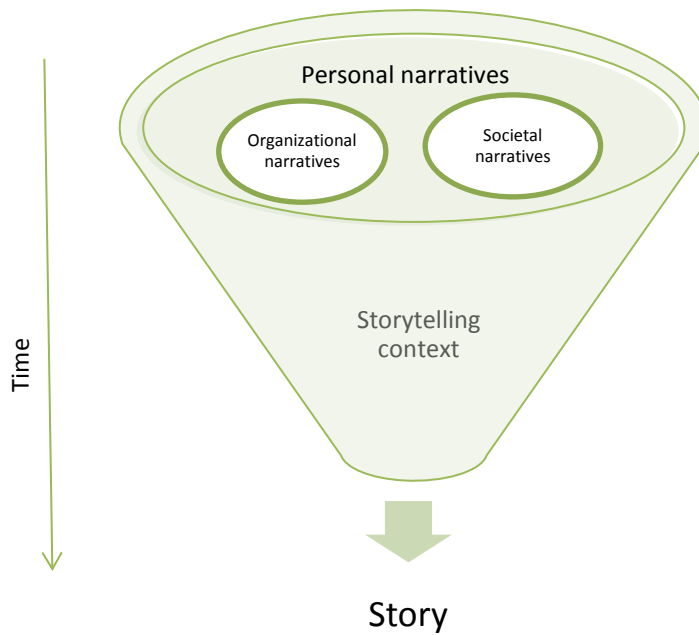 Personal narratives
Organizational
narratives
Societal
narratives
Storytelling
context
Time
Story